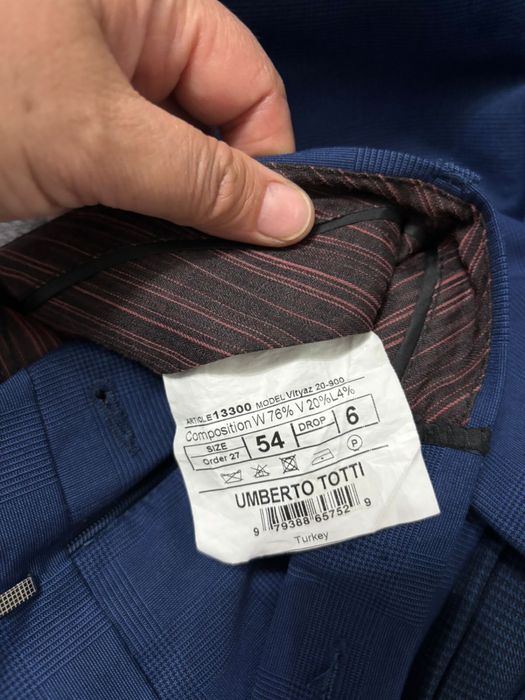 ARTICLE 13300 MODEL Vityaz 20-900
Composition W 76% V 20% L4%
SIZE 54 DROP 6
Order 27
P
UMBERTO TOTTI
9 79388 65752 9
Turkey